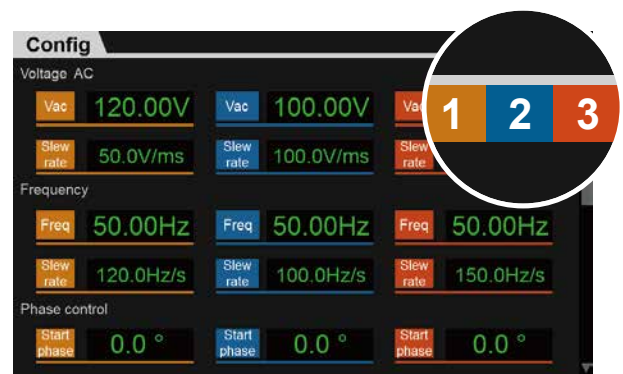 Config
Voltage AC
1 2 3
Vac 120.00V Vac 100.00V Vac
Slew rate 50.0V/ms Slew rate 100.0V/ms Slew rate
Frequency
Freq 50.00Hz Freq 50.00Hz Freq 50.00Hz
Slew rate 120.0Hz/s Slew rate 100.0Hz/s Slew rate 150.0Hz/s
Phase control
Start phase 0.0 ° Start phase 0.0 ° Start phase 0.0 °